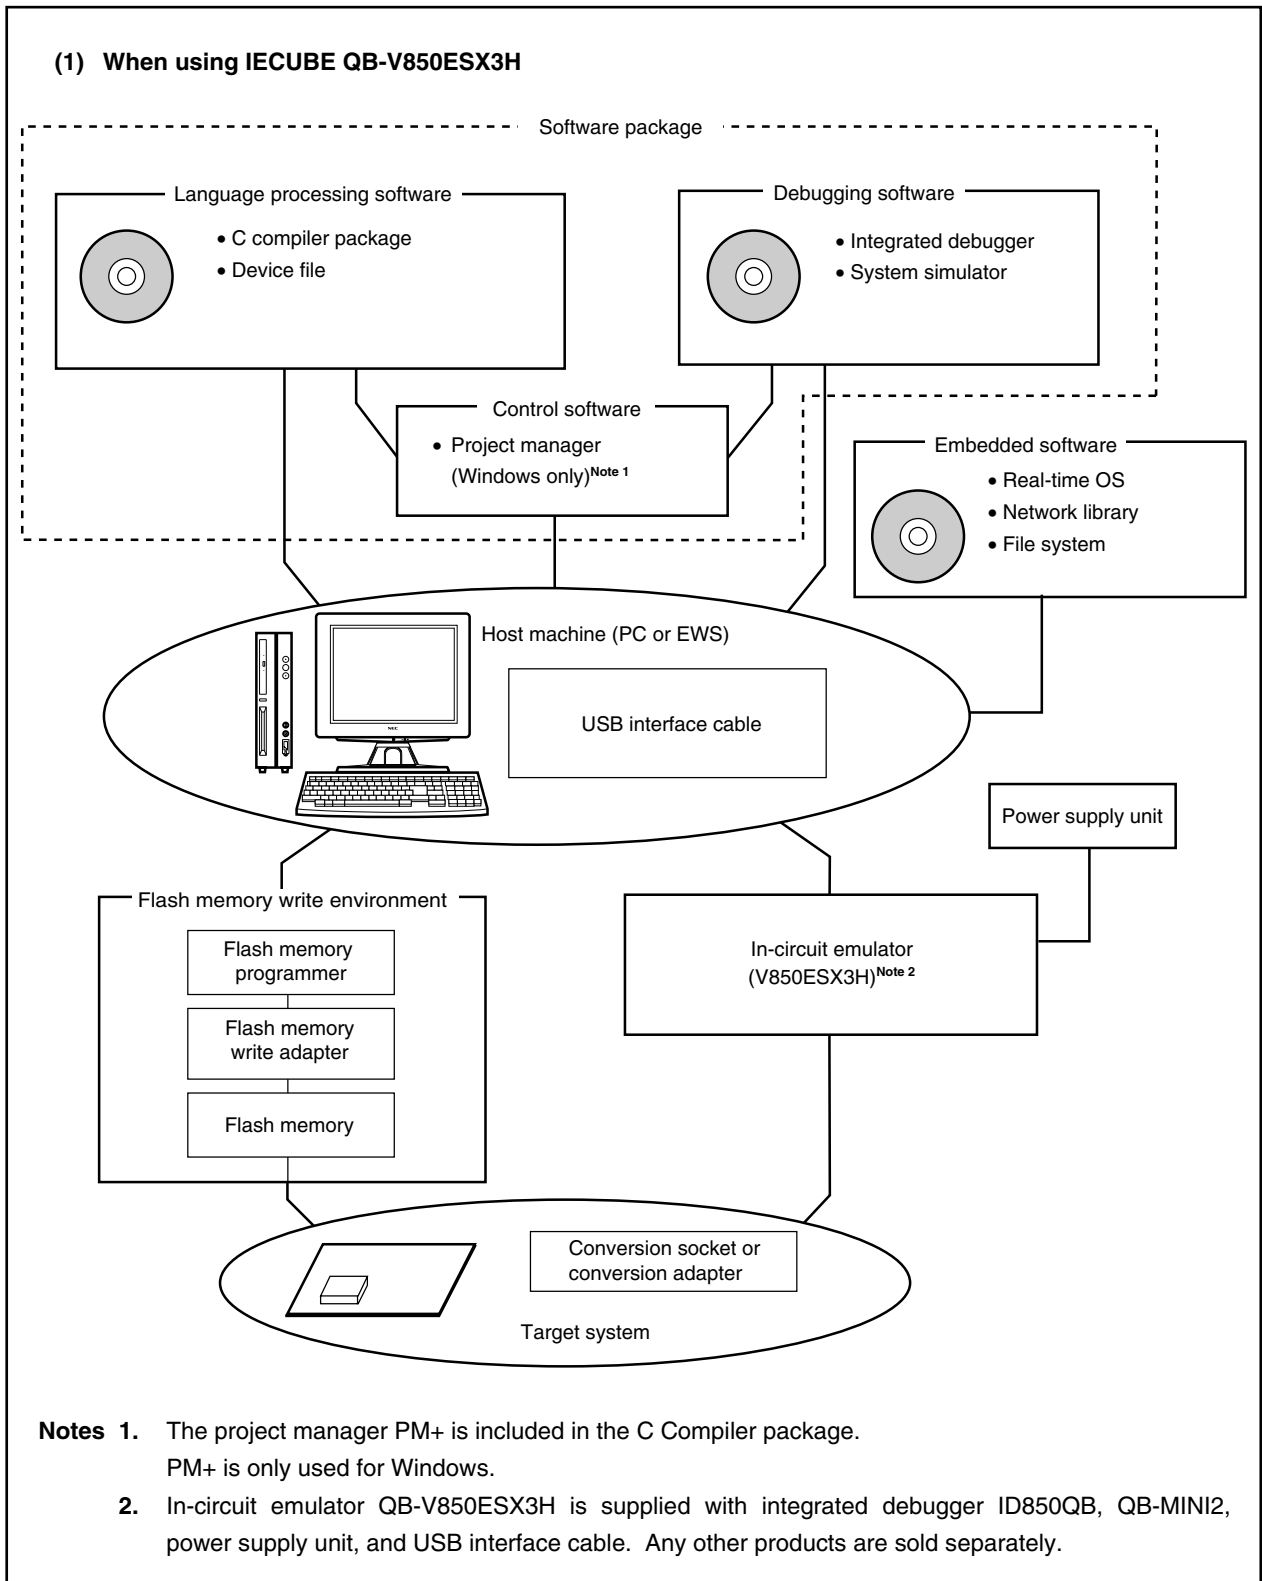 (1) When using IECUBE QB-V850ESX3H
Software package
Language processing software
• C compiler package
• Device file
Debugging software
• Integrated debugger
• System simulator
Control software
• Project manager
(Windows only)Note 1
Embedded software
• Real-time OS
• Network library
• File system
Host machine (PC or EWS)
NEC
USB interface cable
Power supply unit
Flash memory write environment
Flash memory
programmer
Flash memory
write adapter
Flash memory
In-circuit emulator
(V850ESX3H)Note 2
Conversion socket or
conversion adapter
Target system
Notes 1. The project manager PM+ is included in the C Compiler package.
PM+ is only used for Windows.
2. In-circuit emulator QB-V850ESX3H is supplied with integrated debugger ID850QB, QB-MINI2,
power supply unit, and USB interface cable. Any other products are sold separately.